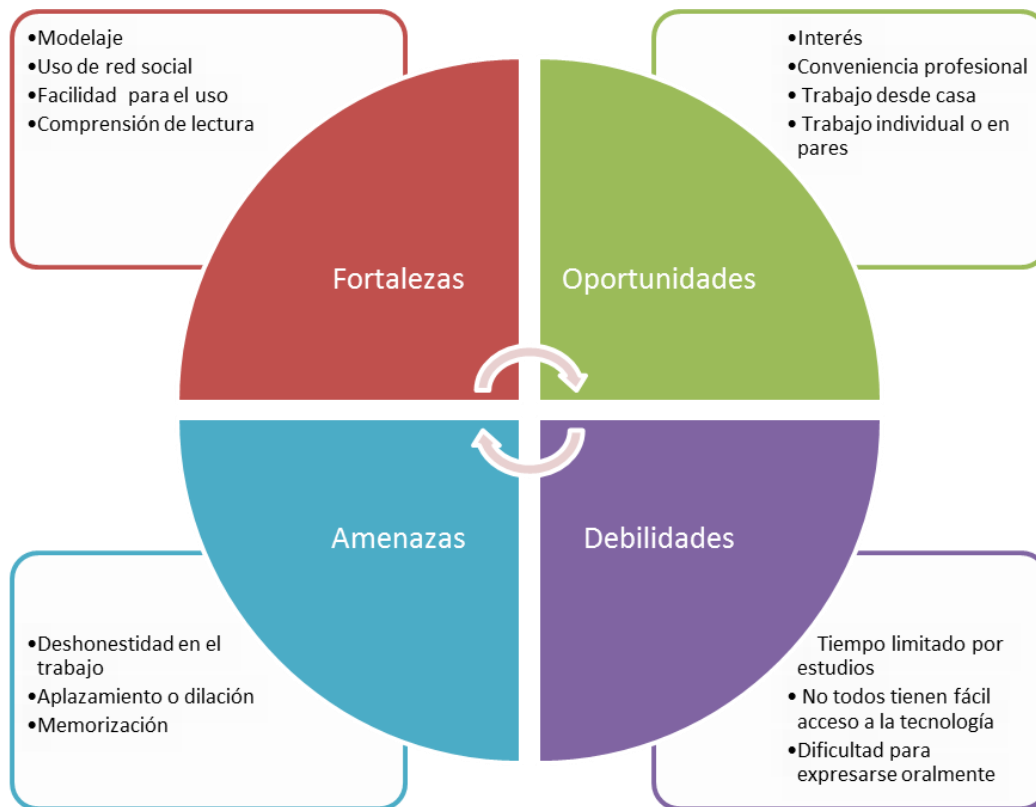 •Modelaje
•Uso de red social
•Facilidad para el uso
•Comprensión de lectura
•Interés
•Conveniencia profesional
• Trabajo desde casa
• Trabajo individual o en
pares
Fortalezas
Oportunidades
Amenazas
Debilidades
•Deshonestidad en el
trabajo
•Aplazamiento o dilación
•Memorización
Tiempo limitado por
estudios
• No todos tienen fácil
acceso a la tecnología
•Dificultad para
expresarse oralmente